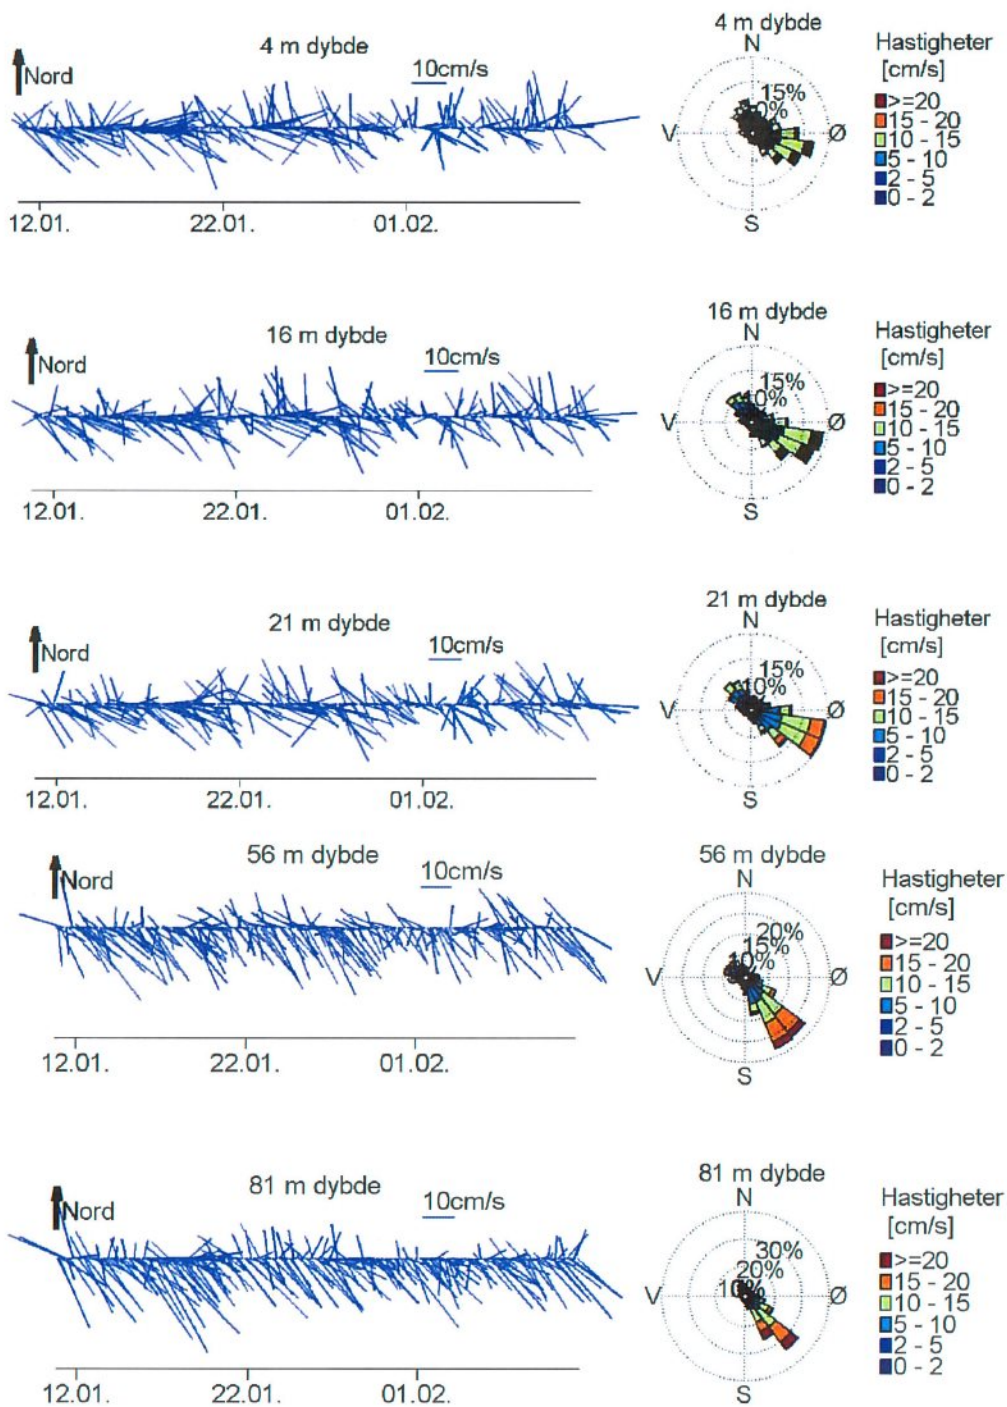 4 m dybde
Nord
10cm/s
12.01.
22.01.
01.02.
4 m dybde
N
15%
0%
V
Ø
S
Hastigheter
[cm/s]
>=20
15 - 20
10 - 15
5 - 10
2 - 5
0 - 2
16 m dybde
Nord
10cm/s
12.01.
22.01.
01.02.
16 m dybde
N
15%
10%
V
Ø
S
Hastigheter
[cm/s]
>=20
15 - 20
10 - 15
5 - 10
2 - 5
0 - 2
21 m dybde
Nord
10cm/s
12.01.
22.01.
01.02.
21 m dybde
N
15%
10%
V
Ø
S
Hastigheter
[cm/s]
>=20
15 - 20
10 - 15
5 - 10
2 - 5
0 - 2
56 m dybde
Nord
10cm/s
12.01.
22.01.
01.02.
56 m dybde
N
20%
15%
10%
V
Ø
S
Hastigheter
[cm/s]
>=20
15 - 20
10 - 15
5 - 10
2 - 5
0 - 2
81 m dybde
Nord
10cm/s
12.01.
22.01.
01.02.
81 m dybde
N
30%
20%
10%
V
Ø
S
Hastigheter
[cm/s]
>=20
15 - 20
10 - 15
5 - 10
2 - 5
0 - 2